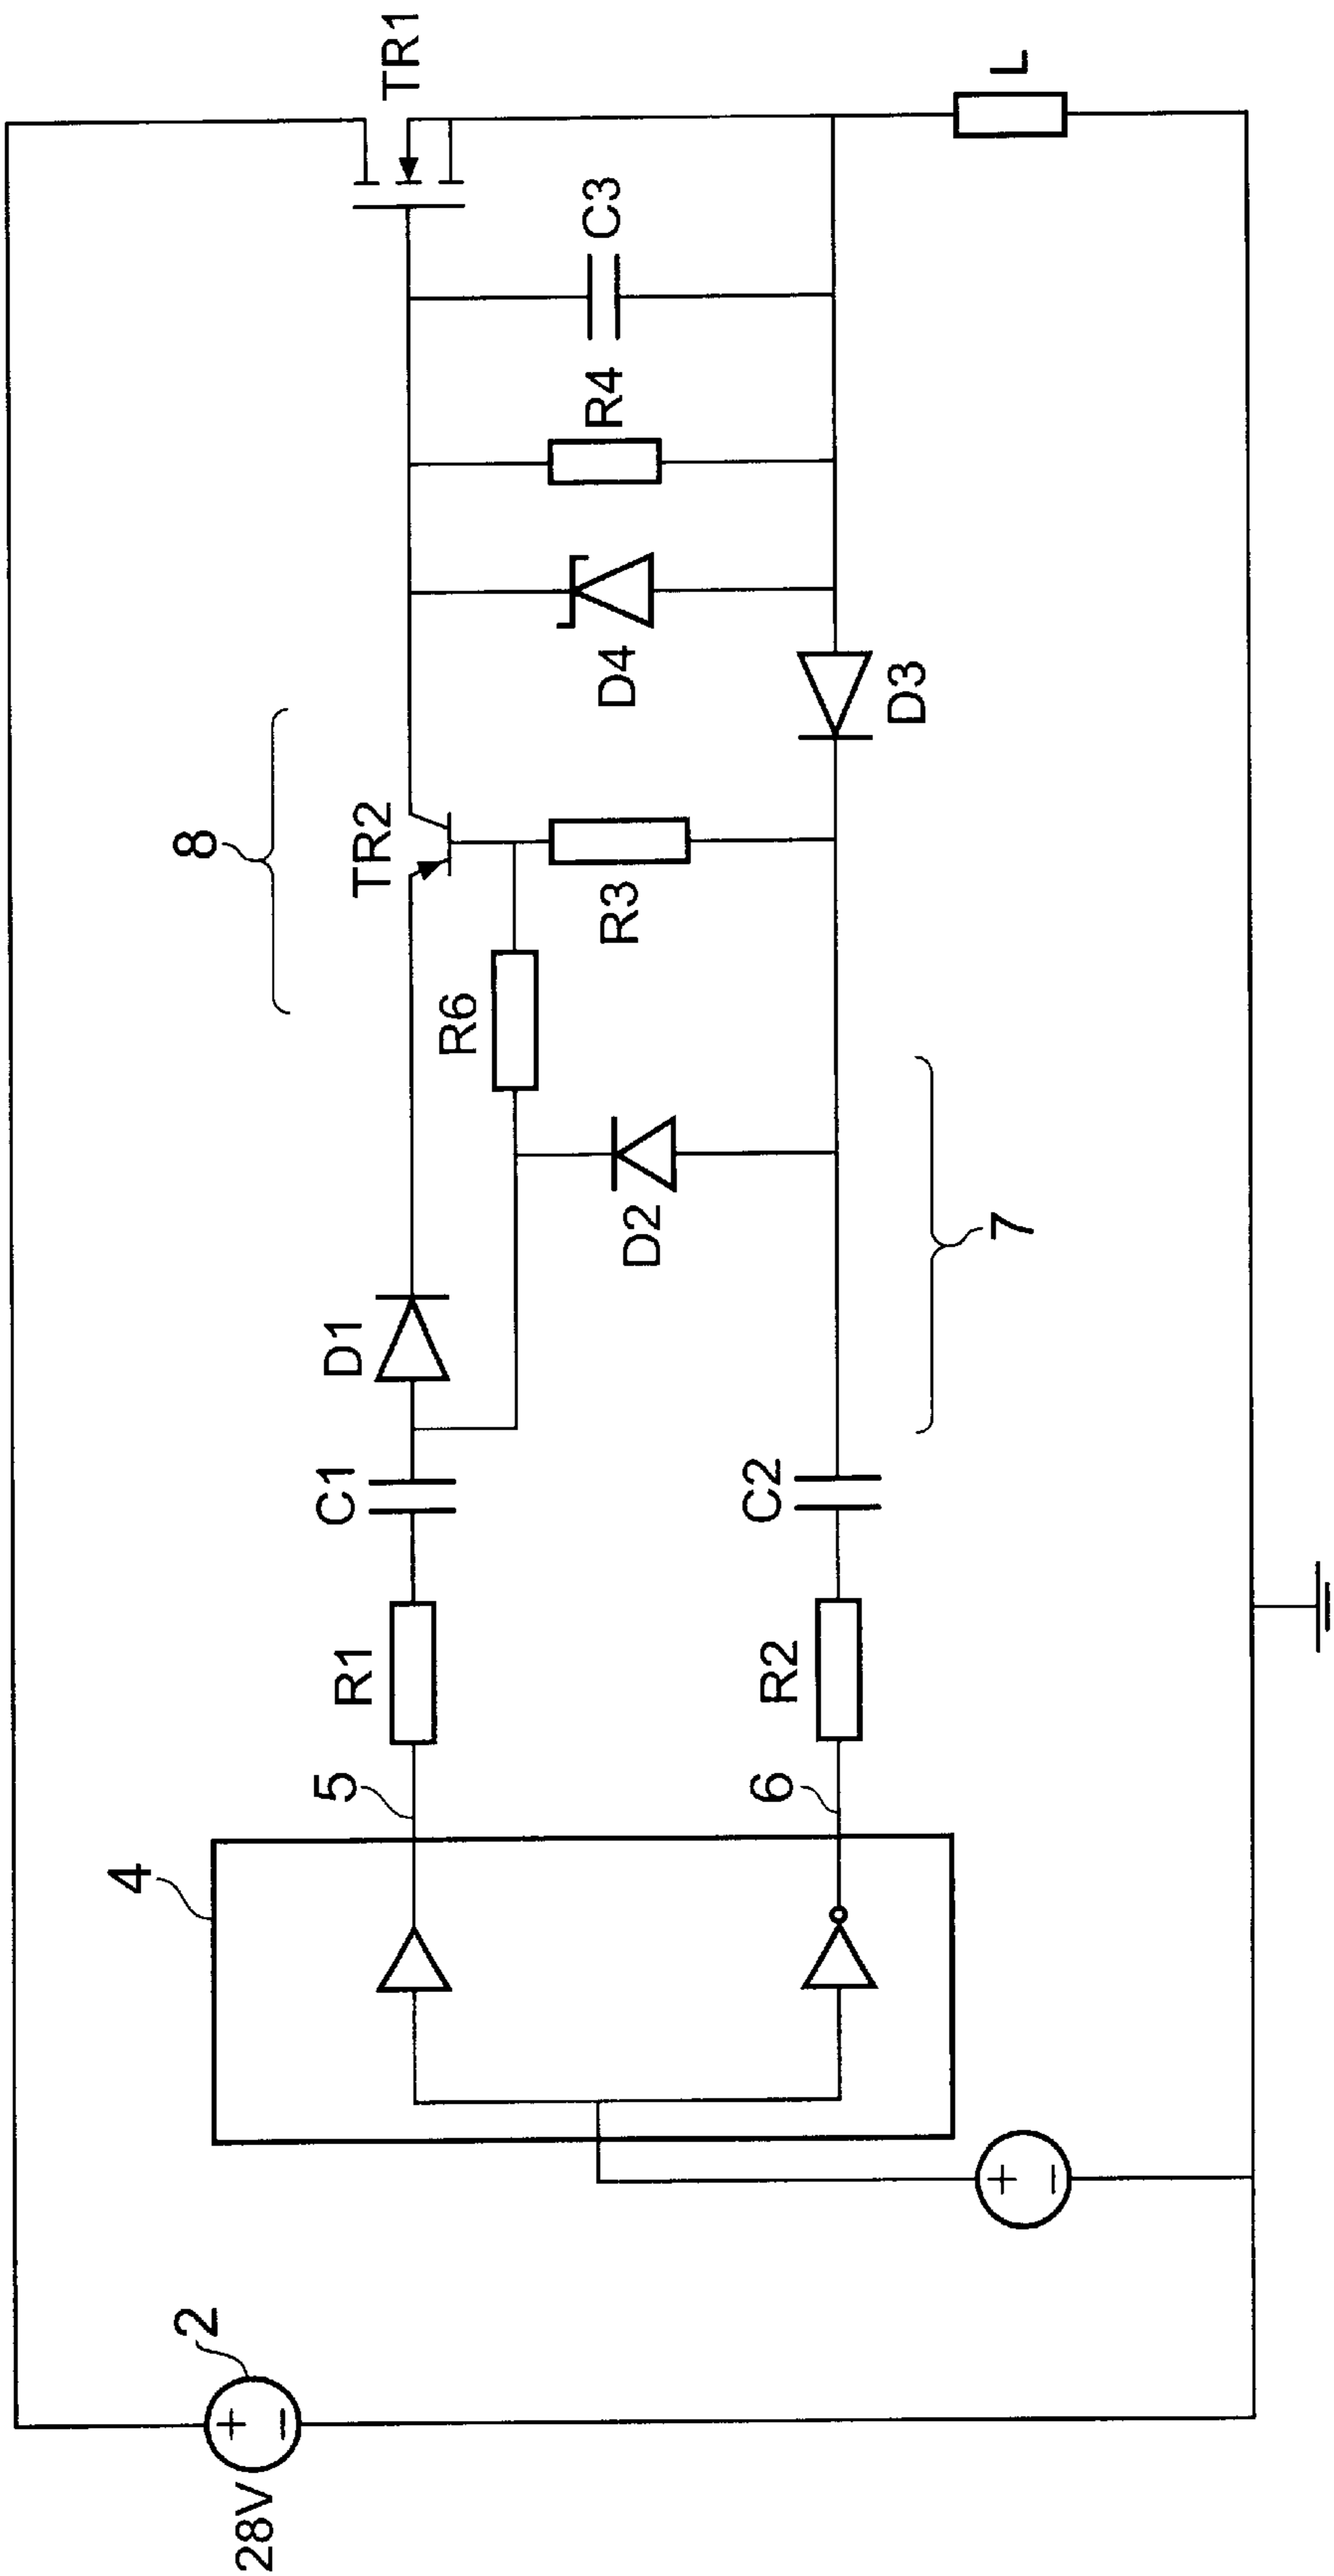 28V
2
+
−
4
+
−
5
6
R1
R2
C1
C2
D1
D2
7
R6
8
TR2
R3
D3
D4
R4
C3
TR1
L